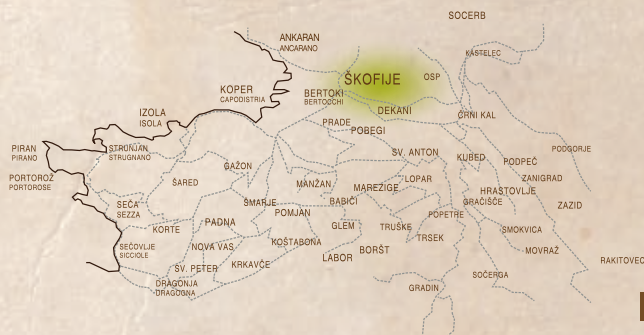 SOCERB
ANKARAN
ANCARANO
KASTELEC
ŠKOFIJE
OSP
KOPER
CAPODISTRIA
BERTOKI
BERTOCCHI
IZOLA
ISOLA
DEKANI
ČRNI KAL
PRADE
POBEGI
PIRAN
PIRANO
STRUNJAN
STRUGNANO
SV. ANTON
KUBED
PODPEČ
PODGORJE
GAŽON
PORTOROŽ
PORTOROSE
ŠARED
MANŽAN
MAREZIGE
LOPAR
ZANIGRAD
HRASTOVLJE
SEČA
SEZZA
ŠMARJE
BABIČI
GRAČIŠČE
ZAZID
POMJAN
POPETRE
KORTE
PADNA
GLEM
TRUŠKE
SMOKVICA
SEČOVLJE
SICCIOLE
NOVA VAS
KOŠTABONA
BORŠT
TRSEK
MOVRAŽ
SV. PETER
KRKAVČE
LABOR
RAKITOVEC
SOČERGA
DRAGONJA
DRAGOGNA
GRADIN